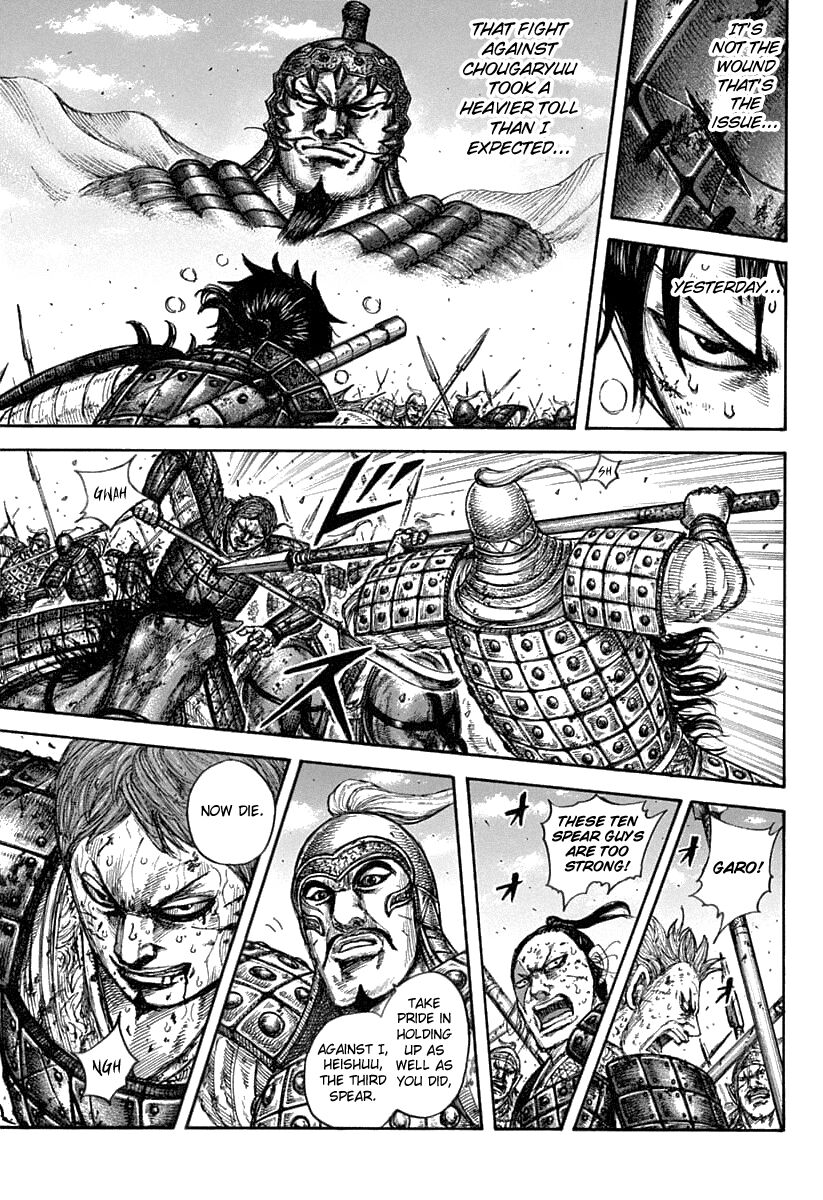 IT'S
NOT THE
WOUND
THAT'S
THE
ISSUE...
YESTERDAY...
THAT FIGHT
AGAINST
CHOUGARYUU
TOOK A
HEAVIER TOLL
THAN I
EXPECTED...
SH
GWAH
GARO!
THESE TEN
SPEAR GUYS
ARE TOO
STRONG!
TAKE
PRIDE IN
HOLDING
UP AS
WELL AS
YOU DID,
AGAINST I,
HEISHUU,
THE THIRD
SPEAR.
NOW DIE.
NGH